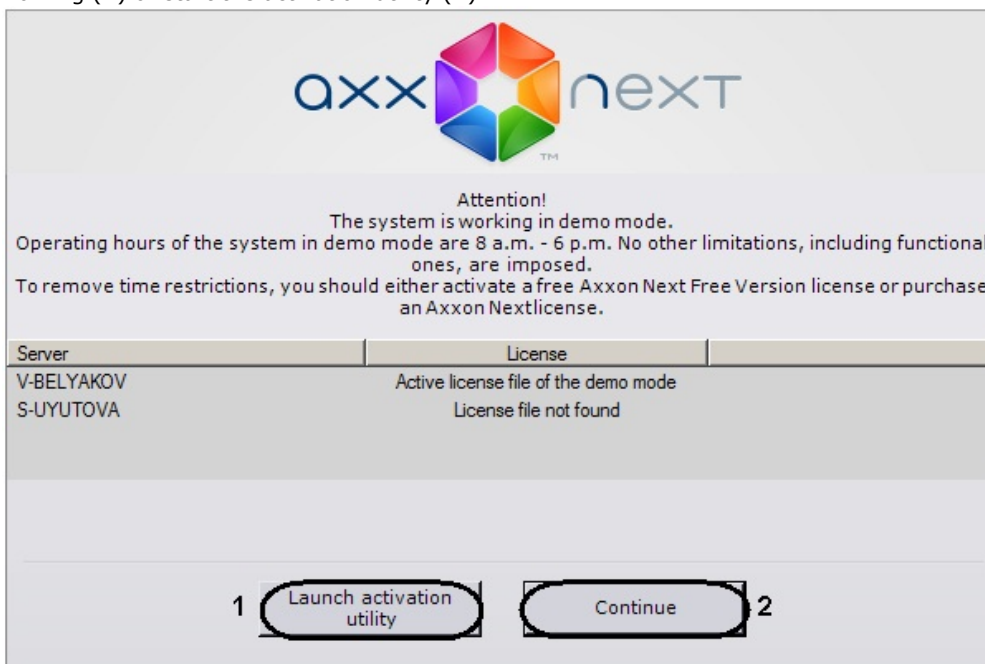 axx next
TM
Attention!
The system is working in demo mode.
Operating hours of the system in demo mode are 8 a.m. - 6 p.m. No other limitations, including functional
ones, are imposed.
To remove time restrictions, you should either activate a free Axxon Next Free Version license or purchase
an Axxon Nextlicense.
Server License
V-BELYAKOV Active license file of the demo mode
S-UYUTOVA License file not found
1 Launch activation
utility
Continue 2